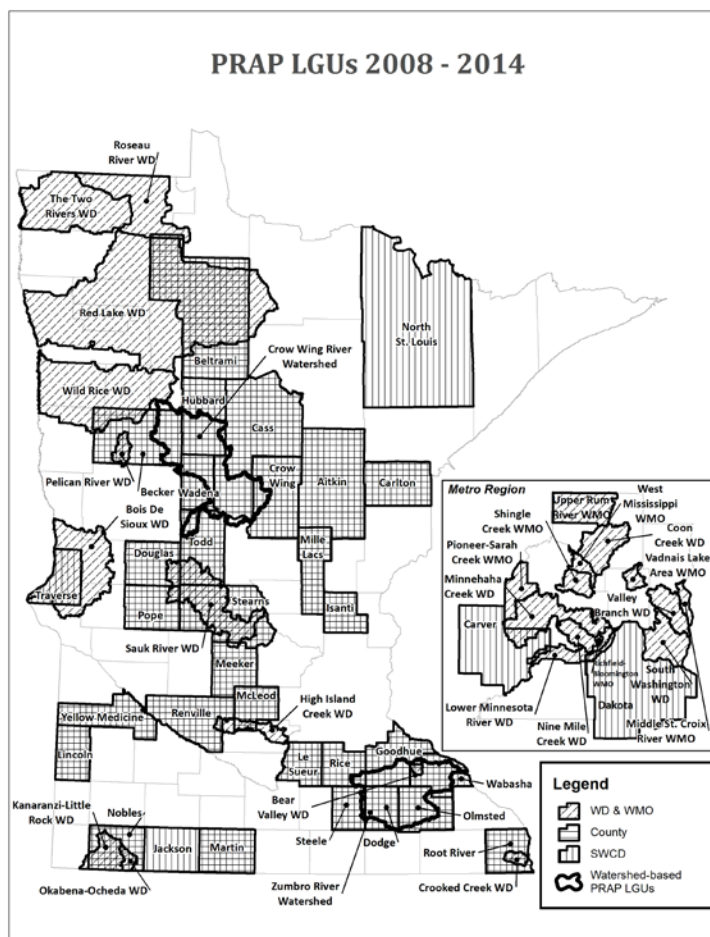 PRAP LGUs 2008 - 2014
Roseau
River WD
The Two
Rivers WD
Red Lake WD
North
St. Louis
Beltrami
Crow Wing River
Watershed
Wild Rice WD
Hubbard
Cass
Pelican River WD
Becker
Wadena
Crow
Wing
Aitkin
Carlton
Bois De
Sioux WD
Todd
Douglas
Mille
Lacs
Traverse
Pope
Stearns
Isanti
Sauk River WD
Meeker
McLeod
High Island
Creek WD
Renville
Yellow Medicine
Lincoln
Le
Sueur
Rice
Goodhue
Wabasha
Bear
Valley WD
Olmsted
Steele
Dodge
Kanaranzi-Little
Rock WD
Nobles
Jackson
Martin
Root River
Okabena-Ocheda WD
Zumbro River
Watershed
Crooked Creek WD
Metro Region
Upper Rum
River WMO
West
Mississippi
WMO
Shingle
Creek WMO
Coon
Creek WD
Pioneer-Sarah
Creek WMO
Vadnais Lake
Area WMO
Minnehaha
Creek WD
Valley
Branch WD
Carver
Richfield-
Bloomington
WMO
South
Washington
WD
Lower Minnesota
River WD
Dakota
Nine Mile
Creek WD
Middle St. Croix
River WMO
Legend
WD & WMO
County
SWCD
Watershed-based
PRAP LGUs